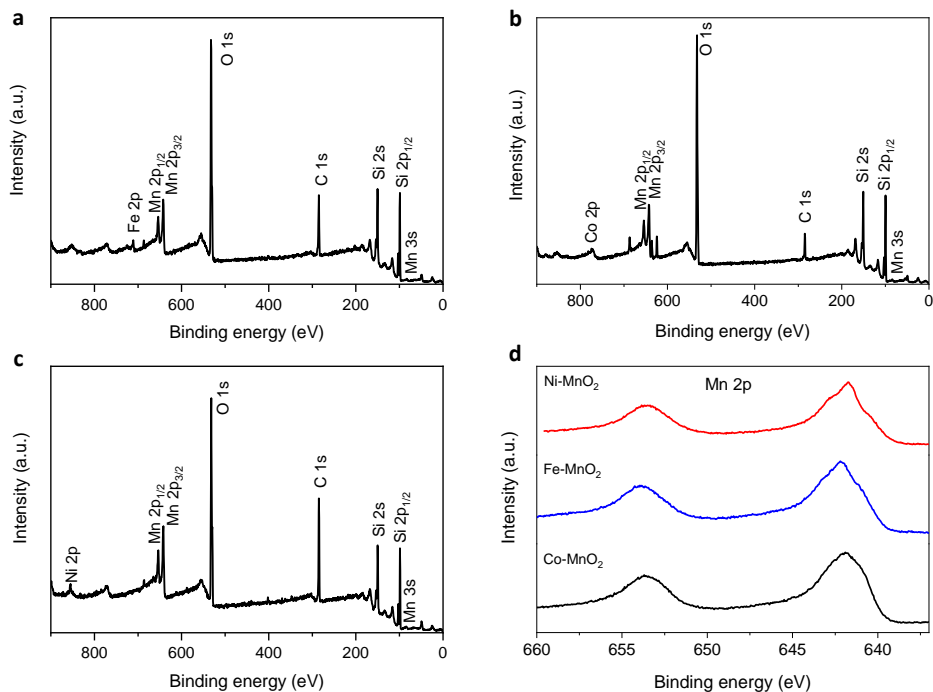 a
Intensity (a.u.)
Fe 2p
Mn 2p1/2
Mn 2p3/2
O 1s
C 1s
Si 2s
Si 2p1/2
Mn 3s
800 600 400 200 0
Binding energy (eV)
b
Intensity (a.u.)
Co 2p
Mn 2p1/2
Mn 2p3/2
O 1s
C 1s
Si 2s
Si 2p1/2
Mn 3s
800 600 400 200 0
Binding energy (eV)
c
Intensity (a.u.)
Ni 2p
Mn 2p1/2
Mn 2p3/2
O 1s
C 1s
Si 2s
Si 2p1/2
Mn 3s
800 600 400 200 0
Binding energy (eV)
d
Intensity (a.u.)
Mn 2p
Ni-MnO2
Fe-MnO2
Co-MnO2
660 655 650 645 640
Binding energy (eV)